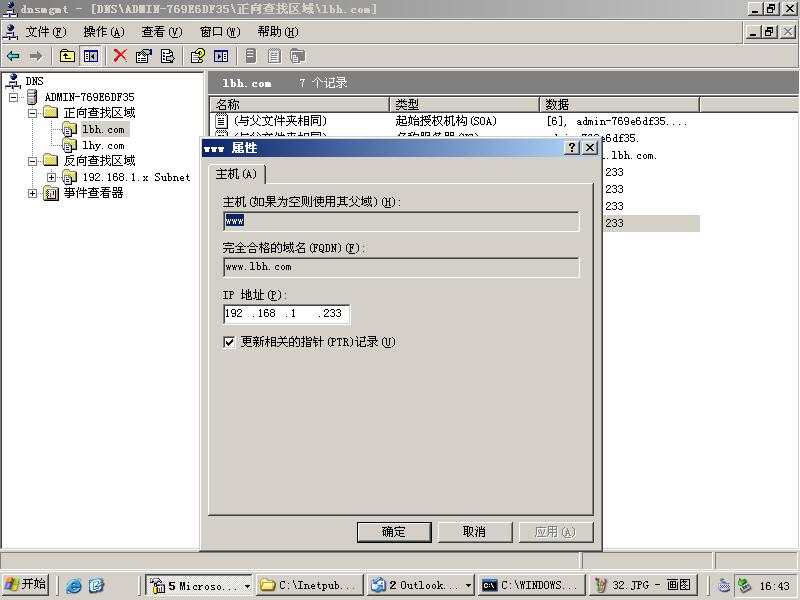 dnsmgmt - [DNS\ADMIN-769E6DF35\正向查找区域\lbh.com]
文件(F) 操作(A) 查看(V) 窗口(W) 帮助(H)
DNS
ADMIN-769E6DF35
正向查找区域
lbh.com
lhy.com
反向查找区域
192.168.1.x Subnet
事件查看器
lbh.com 7 个记录
名称 类型 数据
(与父文件夹相同) 起始授权机构(SOA) [6], admin-769e6df35....
e6df35.
.lbh.com.
233
233
233
233
www 属性
主机(A)
主机(如果为空则使用其父域)(H):
www
完全合格的域名(FQDN)(F):
www.lbh.com
IP 地址(P):
192 .168 .1 .233
更新相关的指针(PTR)记录(U)
确定 取消 应用(A)
开始 5 Microso... C:\Inetpub... 2 Outlook... C:\WINDOWS... 32.JPG - 画图 16:43